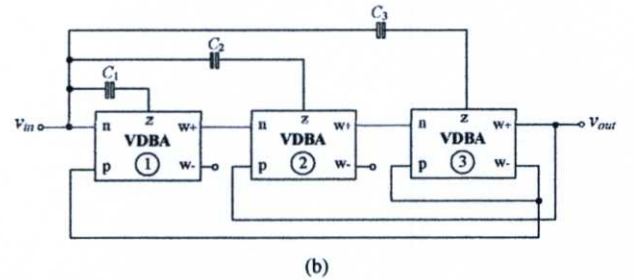 C3
C2
C1
vin
n z w+
VDBA
p 1 w-
n z w+
VDBA
p 2 w-
n z w+
VDBA
p 3 w-
vout
(b)